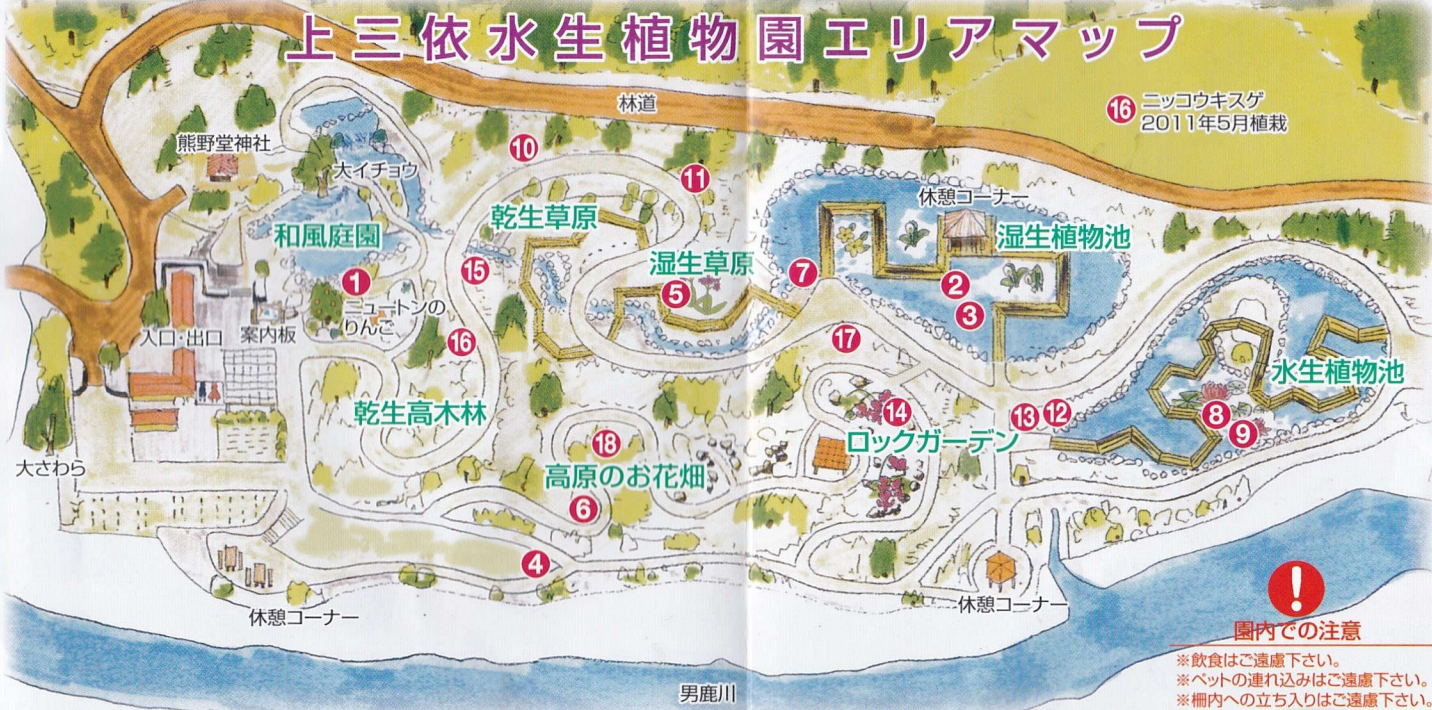 上三依水生植物園エリアマップ
林道
⑯ ニッコウキスゲ
2011年5月植栽
熊野堂神社
大イチョウ
⑩
⑪
休憩コーナー
乾生草原
和風庭園
湿生植物池
湿生草原
⑮
⑤
⑦
②
③
①
ニュートンの
りんご
入口・出口
案内板
⑯
⑰
水生植物池
乾生高木林
⑭
⑬
⑫
⑧
⑨
ロックガーデン
⑱
大さわら
高原のお花畑
⑥
④
休憩コーナー
休憩コーナー
男鹿川
!
園内での注意
※飲食はご遠慮下さい。
※ペットの連れ込みはご遠慮下さい。
※柵内への立ち入りはご遠慮下さい。